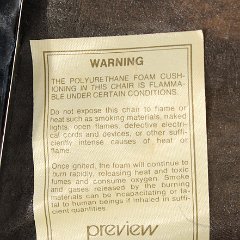 WARNING
THE POLYURETHANE FOAM CUSH-
IONING IN THIS CHAIR IS FLAMMA-
BLE UNDER CERTAIN CONDITIONS.
Do not expose this chair to flame or
heat such as smoking materials, naked
lights, open flames, defective electri-
cal cords and devices, or other suf-
ficiently intense causes of heat or
flame.
Once ignited, the foam will continue to
burn rapidly, releasing heat and toxic
fumes and consume oxygen. Smoke
and gases released by the burning
materials can be incapacitating or fa-
tal to human beings if inhaled in suf-
ficient quantities.
preview